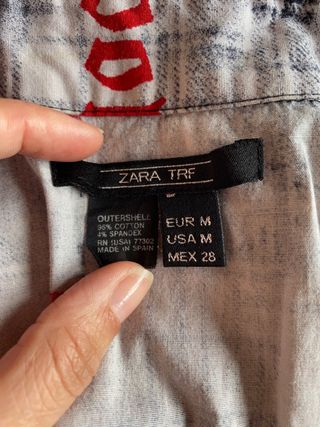 ZARA TRF
OUTERSHELL
96% COTTON
4% SPANDEX
RN (USA) 77302
MADE IN SPAIN
EUR M
USA M
MEX 28